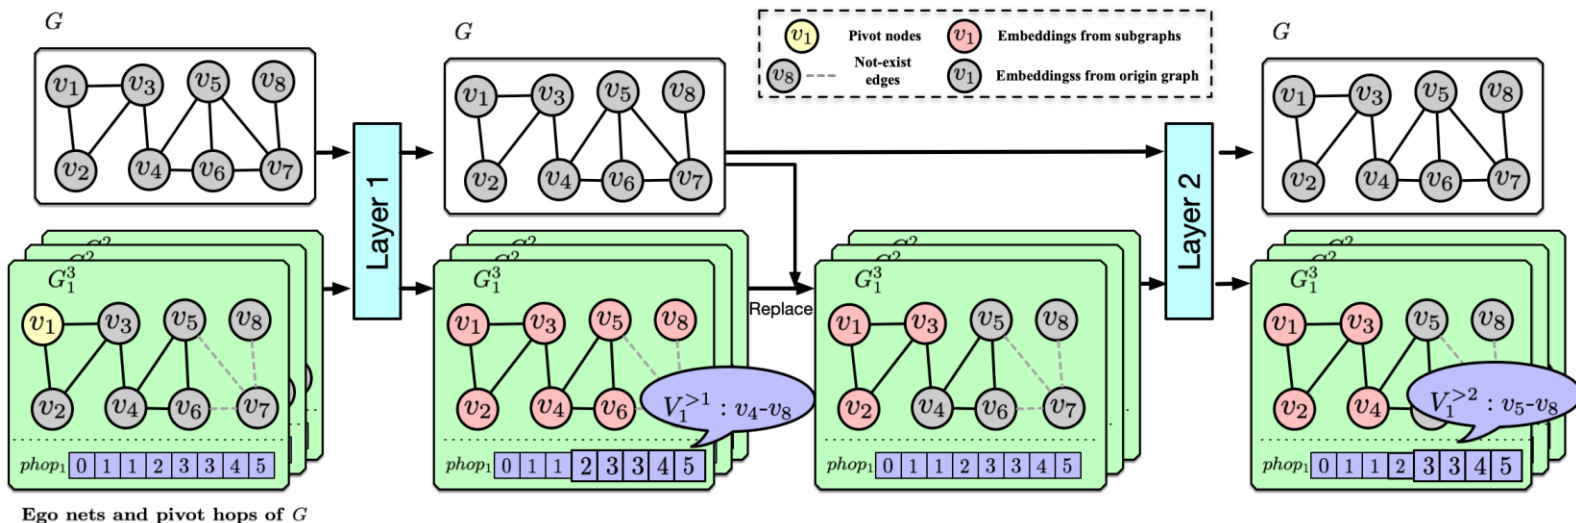 G
G
G
v1 Pivot nodes
v1 Embeddings from subgraphs
v8 Not-exist edges
v1 Embeddingss from origin graph
v1 v3 v5 v8
v2 v4 v6 v7
Layer 1
v1 v3 v5 v8
v2 v4 v6 v7
Layer 2
v1 v3 v5 v8
v2 v4 v6 v7
G_1^3
v1 v3 v5 v8
v2 v4 v6 v7
phop1 0 1 1 2 3 3 4 5
G_1^3
v1 v3 v5 v8
v2 v4 v6
V_1^{>1} : v4-v8
phop1 0 1 1 2 3 3 4 5
Replace
G_1^3
v1 v3 v5 v8
v2 v4 v6 v7
phop1 0 1 1 2 3 3 4 5
G_1^3
v1 v3 v5 v8
v2 v4
V_1^{>2} : v5-v8
phop1 0 1 1 2 3 3 4 5
Ego nets and pivot hops of G